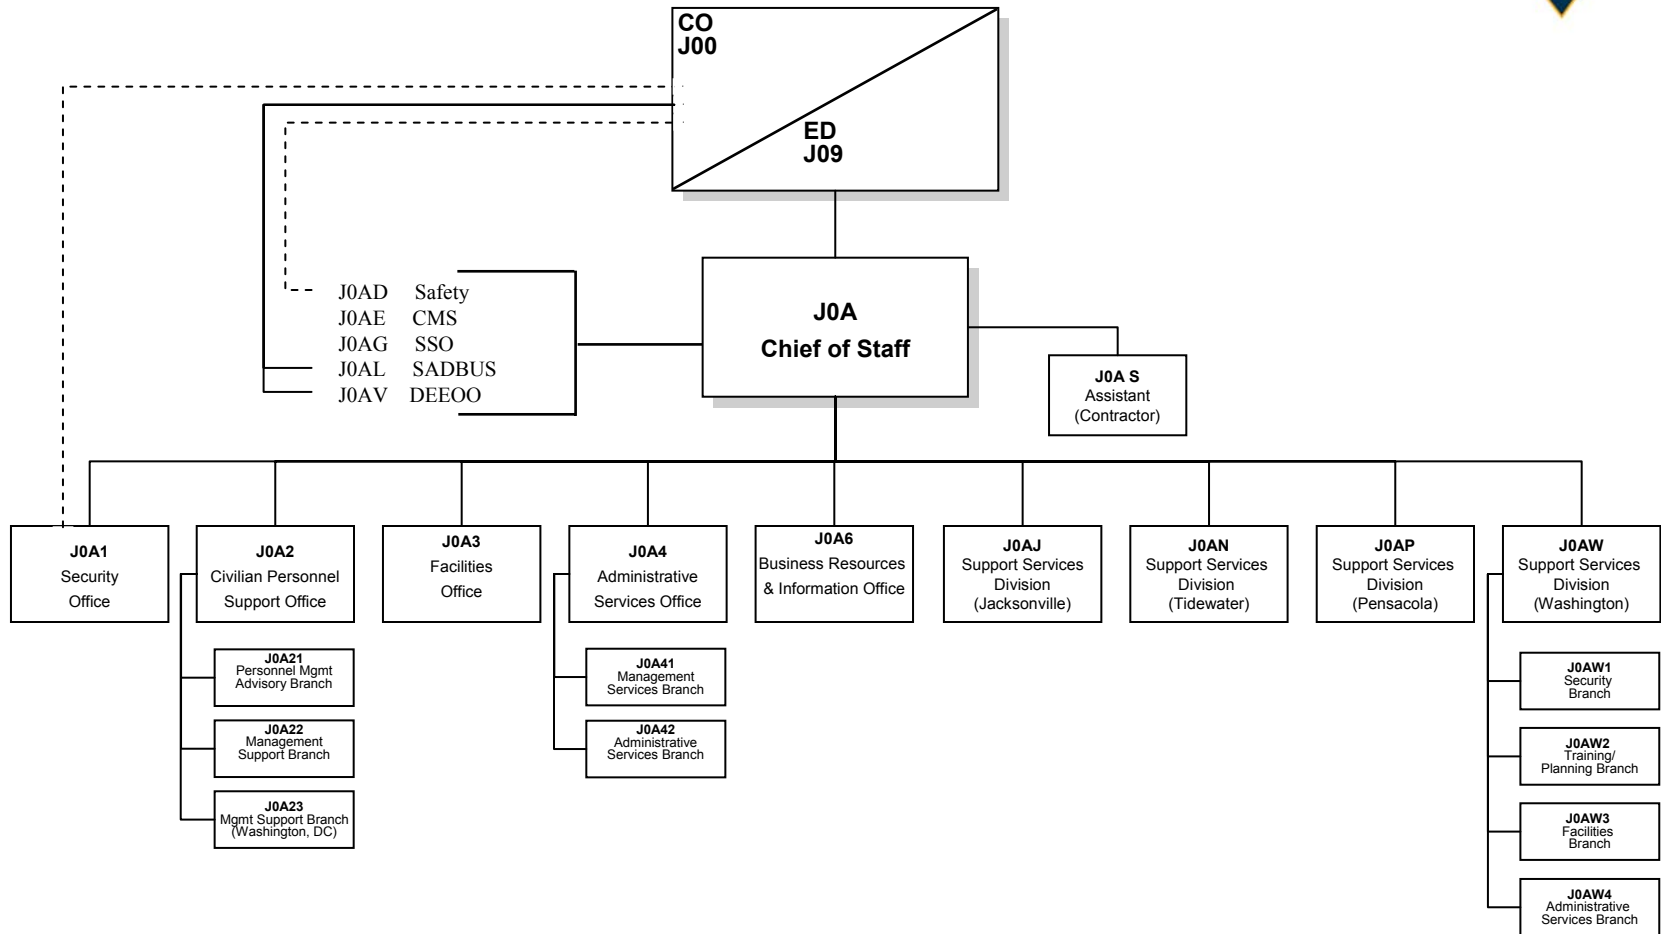 CO
J00
ED
J09
J0AD Safety
J0AE CMS
J0AG SSO
J0AL SADBUS
J0AV DEEOO
J0A
Chief of Staff
J0A S
Assistant
(Contractor)
J0A1
Security
Office
J0A2
Civilian Personnel
Support Office
J0A3
Facilities
Office
J0A4
Administrative
Services Office
J0A6
Business Resources
& Information Office
J0AJ
Support Services
Division
(Jacksonville)
J0AN
Support Services
Division
(Tidewater)
J0AP
Support Services
Division
(Pensacola)
J0AW
Support Services
Division
(Washington)
J0A21
Personnel Mgmt
Advisory Branch
J0A22
Management
Support Branch
J0A23
Mgmt Support Branch
(Washington, DC)
J0A41
Management
Services Branch
J0A42
Administrative
Services Branch
J0AW1
Security
Branch
J0AW2
Training/
Planning Branch
J0AW3
Facilities
Branch
J0AW4
Administrative
Services Branch